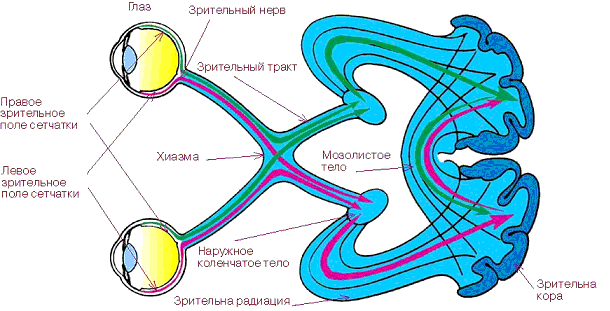 Глаз
Зрительный нерв
Зрительный тракт
Правое
зрительное
поле сетчатки
Хиазма
Мозолистое
тело
Левое
зрительное
поле сетчатки
Наружное
коленчатое тело
Зрительна радиация
Зрительна
кора